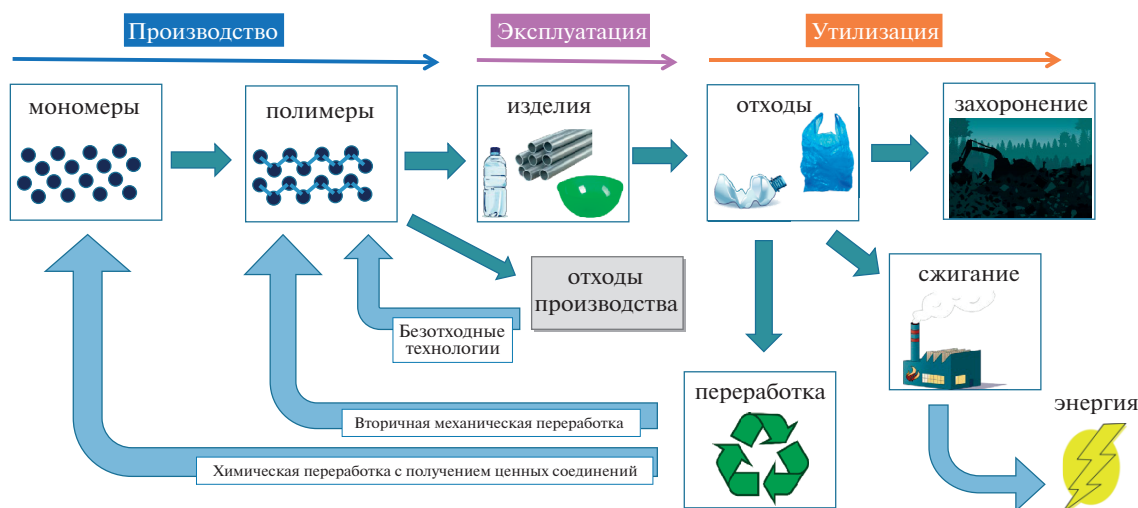 Производство
Эксплуатация
Утилизация
мономеры
полимеры
изделия
отходы
захоронение
отходы
производства
сжигание
Безотходные
технологии
переработка
энергия
Вторичная механическая переработка
Химическая переработка с получением ценных соединений